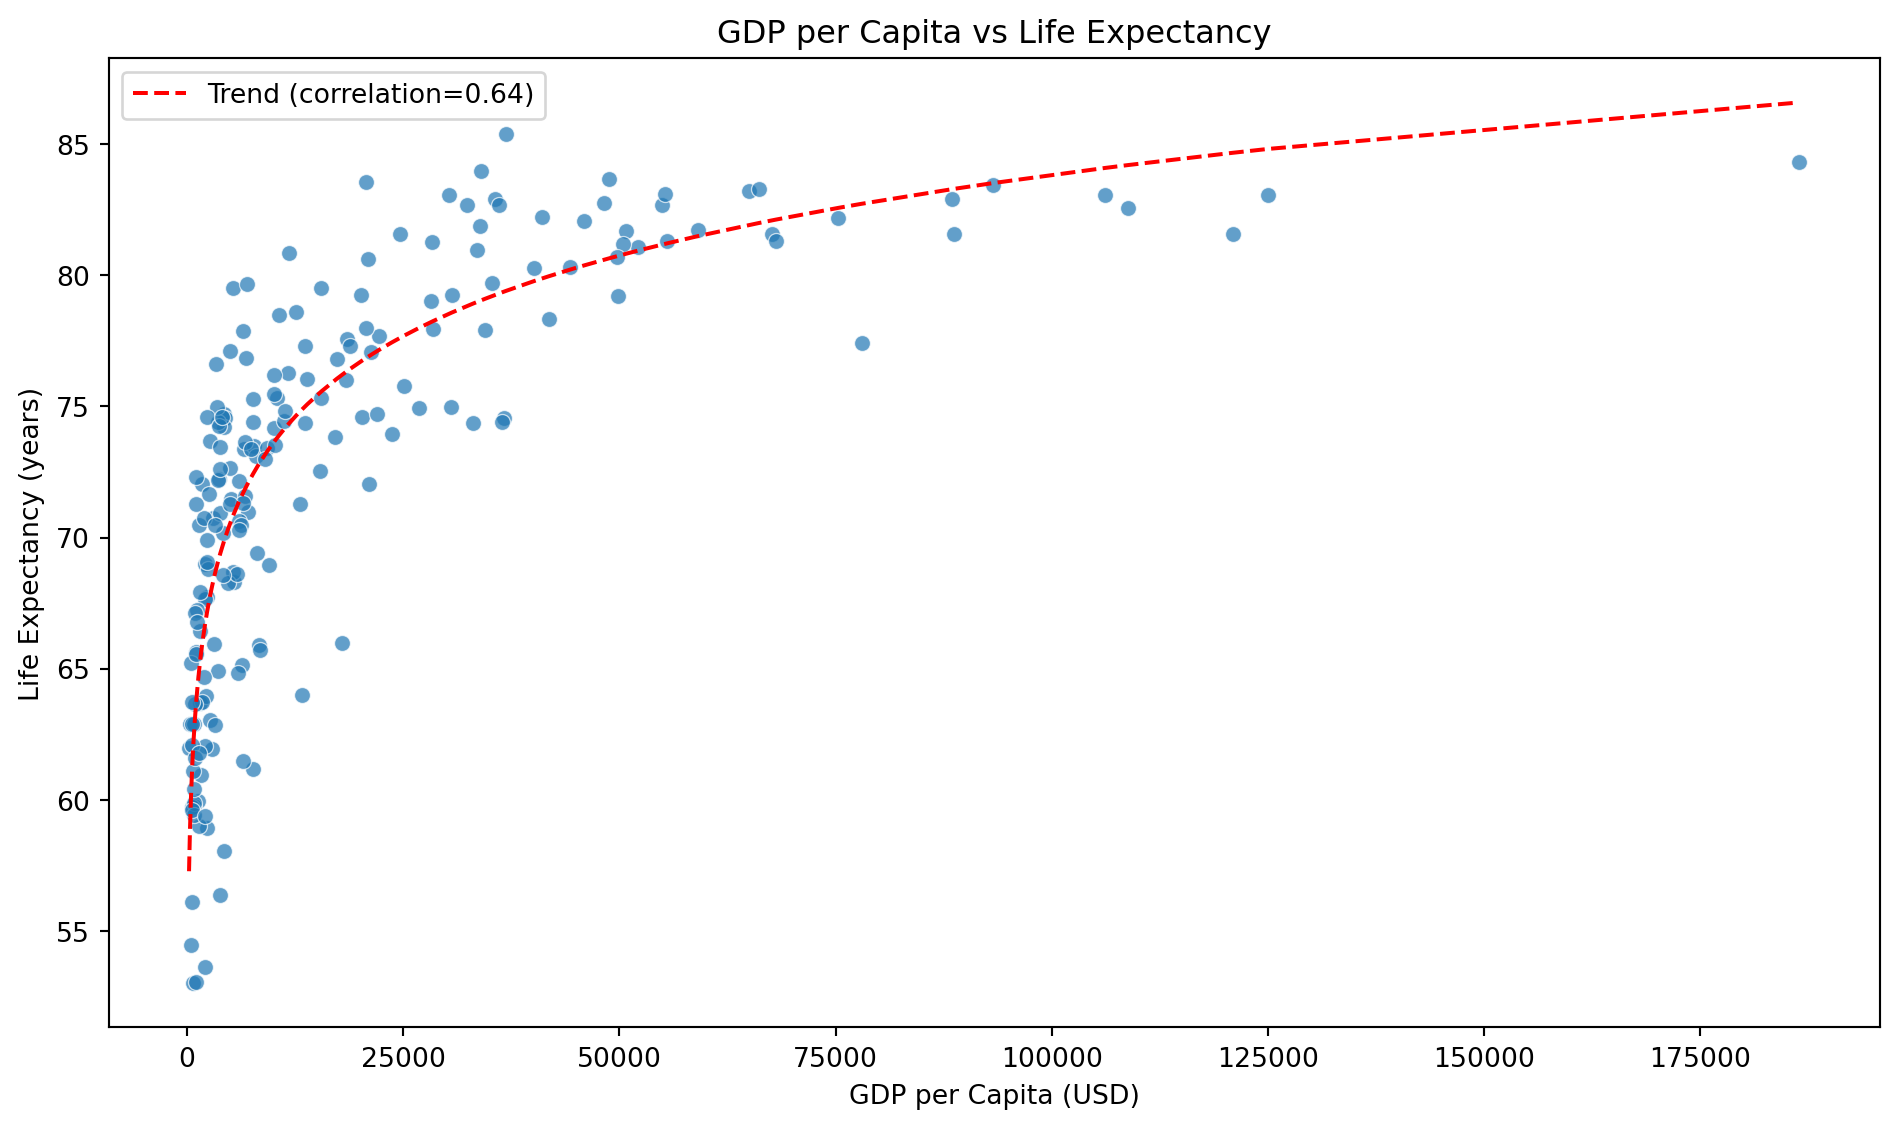 GDP per Capita vs Life Expectancy
Trend (correlation=0.64)
85
80
75
70
65
60
55
Life Expectancy (years)
0 25000 50000 75000 100000 125000 150000 175000
GDP per Capita (USD)